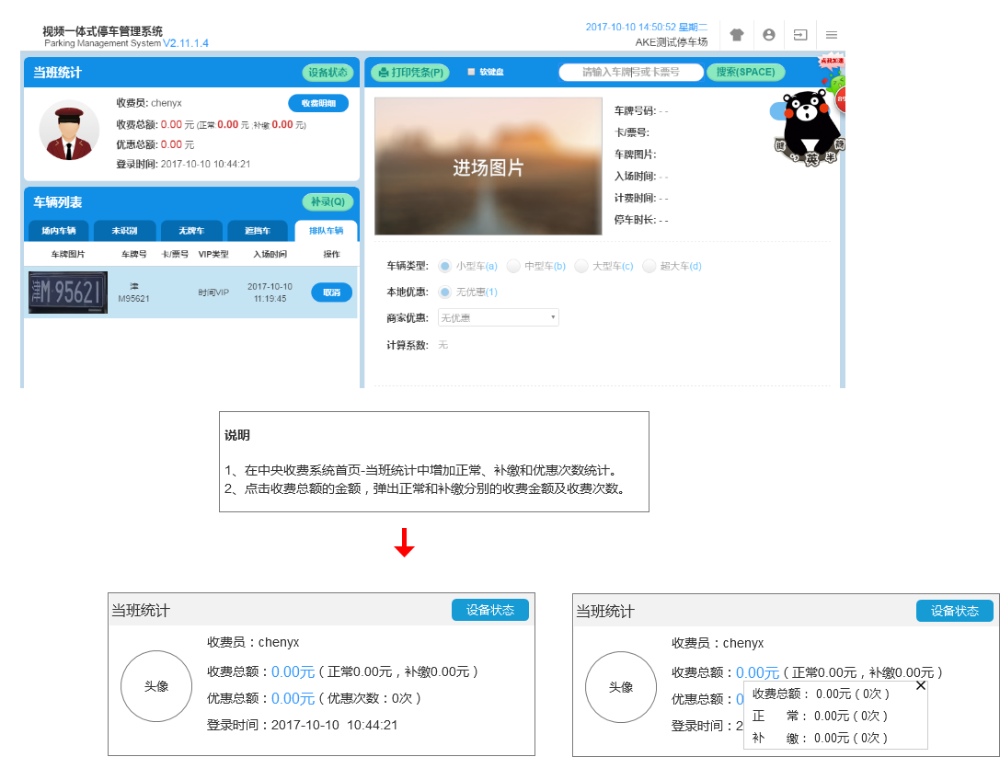 视频一体式停车管理系统
Parking Management System V2.11.1.4
2017-10-10 14:50:52 星期二
AKE测试停车场
当班统计 设备状态
收费员: chenyx 收费明细
收费总额: 0.00 元 (正常 0.00 元 ,补缴 0.00 元)
优惠总额: 0.00 元
登录时间: 2017-10-10 10:44:21
车辆列表 补录(Q)
场内车辆 未识别 无牌车 遮挡车 排队车辆
车牌图片 车牌号 卡/票号 VIP类型 入场时间 操作
津M·95621
津
M95621
时间VIP
2017-10-10
11:19:45
取消
打印凭条(P) 软键盘 请输入车牌号或卡票号 搜索(SPACE)
点我加速
进场图片
车牌号码: - -
卡/票号:
车牌图片:
入场时间: - -
计费时间: - -
停车时长: - -
英 半
车辆类型: 小型车(a) 中型车(b) 大型车(c) 超大车(d)
本地优惠: 无优惠(1)
商家优惠: 无优惠
计算系数: 无
说明
1、在中央收费系统首页-当班统计中增加正常、补缴和优惠次数统计。
2、点击收费总额的金额，弹出正常和补缴分别的收费金额及收费次数。
当班统计 设备状态
头像
收费员：chenyx
收费总额：0.00元（正常0.00元，补缴0.00元）
优惠总额：0.00元（优惠次数：0次）
登录时间：2017-10-10 10:44:21
当班统计 设备状态
头像
收费员：chenyx
收费总额：0.00元（正常0.00元，补缴0.00元）
优惠总额：0
登录时间：2
收费总额： 0.00元（0次）
正 常： 0.00元（0次）
补 缴： 0.00元（0次）